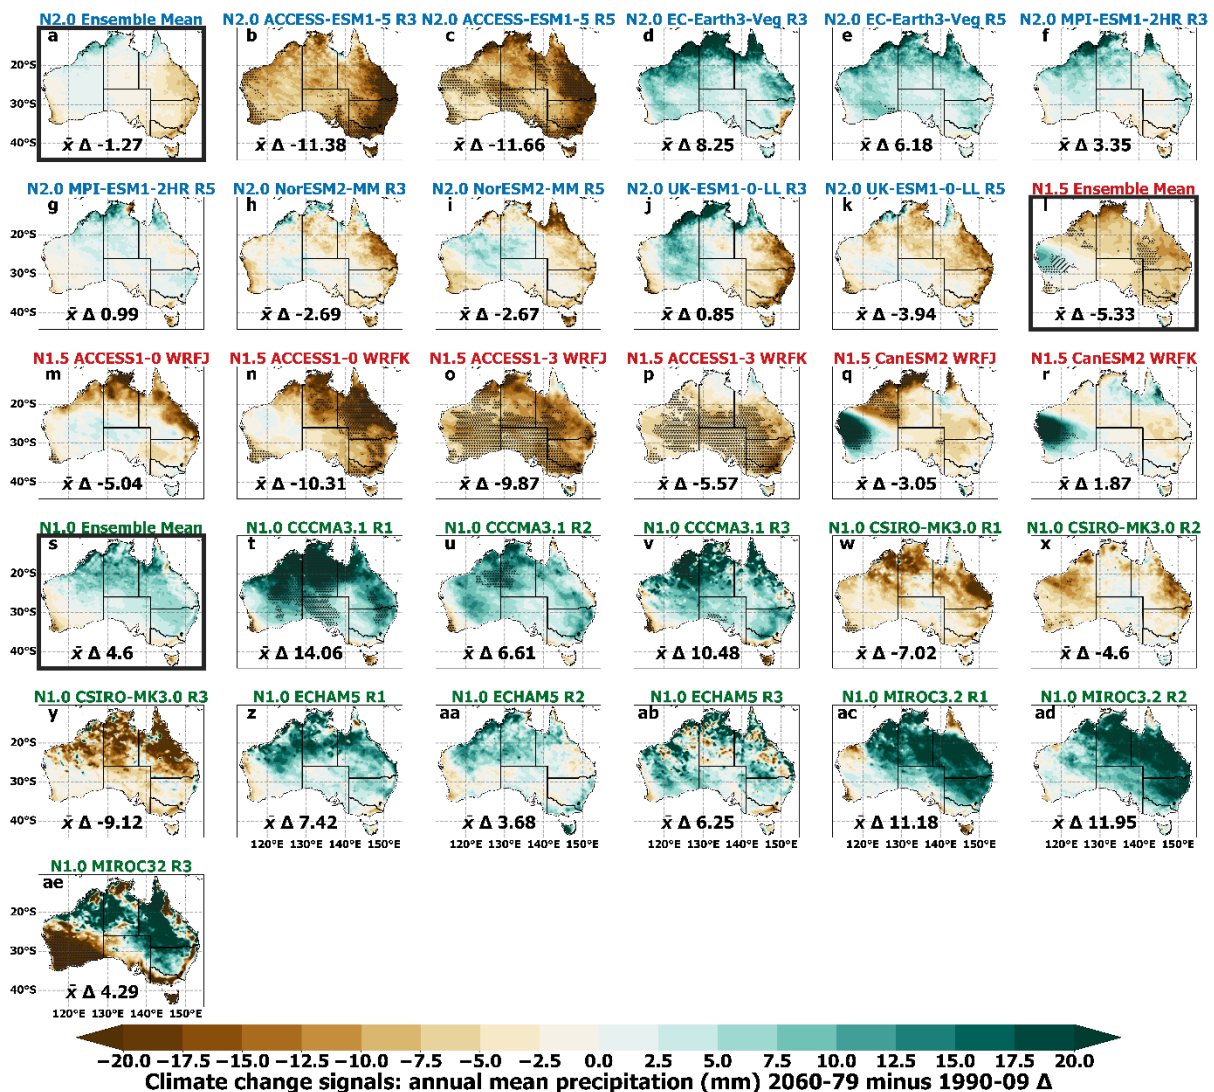 N2.0 Ensemble Mean N2.0 ACCESS-ESM1-5 R3 N2.0 ACCESS-ESM1-5 R5 N2.0 EC-Earth3-Veg R3 N2.0 EC-Earth3-Veg R5 N2.0 MPI-ESM1-2HR R3
a b c d e f
20°S
30°S
40°S
x̄ Δ -1.27 x̄ Δ -11.38 x̄ Δ -11.66 x̄ Δ 8.25 x̄ Δ 6.18 x̄ Δ 3.35
N2.0 MPI-ESM1-2HR R5 N2.0 NorESM2-MM R3 N2.0 NorESM2-MM R5 N2.0 UK-ESM1-0-LL R3 N2.0 UK-ESM1-0-LL R5 N1.5 Ensemble Mean
g h i j k l
20°S
30°S
40°S
x̄ Δ 0.99 x̄ Δ -2.69 x̄ Δ -2.67 x̄ Δ 0.85 x̄ Δ -3.94 x̄ Δ -5.33
N1.5 ACCESS1-0 WRFJ N1.5 ACCESS1-0 WRFK N1.5 ACCESS1-3 WRFJ N1.5 ACCESS1-3 WRFK N1.5 CanESM2 WRFJ N1.5 CanESM2 WRFK
m n o p q r
20°S
30°S
40°S
x̄ Δ -5.04 x̄ Δ -10.31 x̄ Δ -9.87 x̄ Δ -5.57 x̄ Δ -3.05 x̄ Δ 1.87
N1.0 Ensemble Mean N1.0 CCCMA3.1 R1 N1.0 CCCMA3.1 R2 N1.0 CCCMA3.1 R3 N1.0 CSIRO-MK3.0 R1 N1.0 CSIRO-MK3.0 R2
s t u v w x
20°S
30°S
40°S
x̄ Δ 4.6 x̄ Δ 14.06 x̄ Δ 6.61 x̄ Δ 10.48 x̄ Δ -7.02 x̄ Δ -4.6
N1.0 CSIRO-MK3.0 R3 N1.0 ECHAM5 R1 N1.0 ECHAM5 R2 N1.0 ECHAM5 R3 N1.0 MIROC3.2 R1 N1.0 MIROC3.2 R2
y z aa ab ac ad
20°S
30°S
40°S
x̄ Δ -9.12 x̄ Δ 7.42 x̄ Δ 3.68 x̄ Δ 6.25 x̄ Δ 11.18 x̄ Δ 11.95
120°E 140°E 150°E 120°E 140°E 150°E 120°E 140°E 150°E 120°E 140°E 150°E 120°E 140°E 150°E
N1.0 MIROC32 R3
ae
20°S
30°S
40°S
x̄ Δ 4.29
120°E 140°E 150°E
−20.0 −17.5 −15.0 −12.5 −10.0 −7.5 −5.0 −2.5 0.0 2.5 5.0 7.5 10.0 12.5 15.0 17.5 20.0
Climate change signals: annual mean precipitation (mm) 2060-79 minus 1990-09 Δ